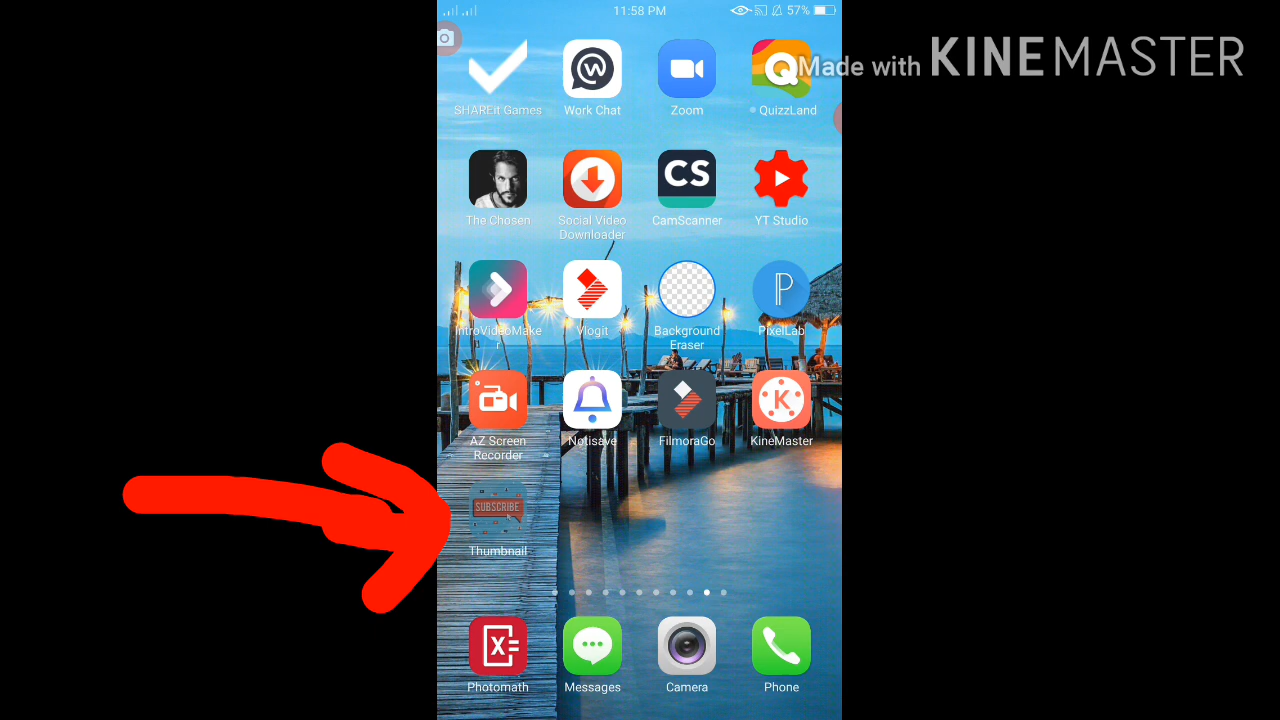 11:58 PM
57%
Made with KINEMASTER
SHAREit Games
Work Chat
Zoom
QuizzLand
The Chosen
Social Video
Downloader
CS
CamScanner
YT Studio
IntroVideoMake
r
Vlogit
Background
Eraser
PixelLab
AZ Screen
Recorder
Notisave
FilmoraGo
K
KineMaster
SUBSCRIBE
Thumbnail
Photomath
Messages
Camera
Phone